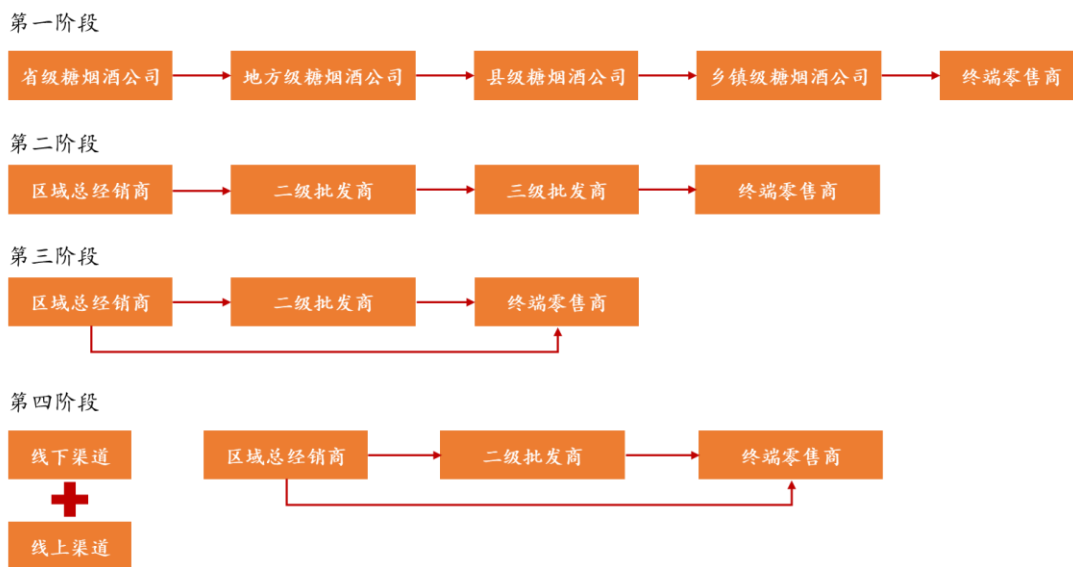 第一阶段
省级糖烟酒公司 地方级糖烟酒公司 县级糖烟酒公司 乡镇级糖烟酒公司 终端零售商
第二阶段
区域总经销商 二级批发商 三级批发商 终端零售商
第三阶段
区域总经销商 二级批发商 终端零售商
第四阶段
线下渠道 区域总经销商 二级批发商 终端零售商
线上渠道